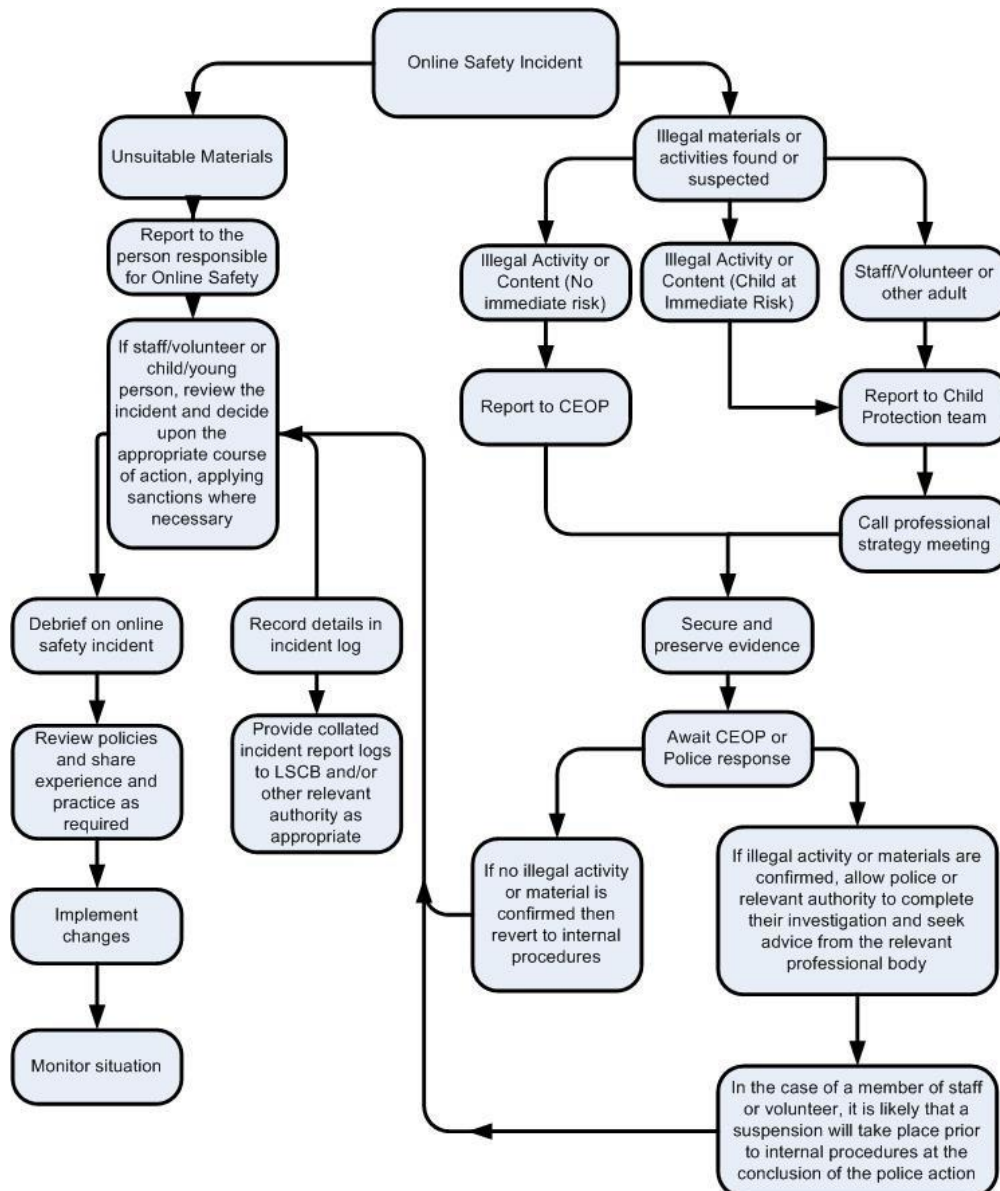 Online Safety Incident
Unsuitable Materials
Report to the
person responsible
for Online Safety
If staff/volunteer or
child/young
person, review the
incident and decide
upon the
appropriate course
of action, applying
sanctions where
necessary
Debrief on online
safety incident
Review policies
and share
experience and
practice as
required
Implement
changes
Monitor situation
Record details in
incident log
Provide collated
incident report logs
to LSCB and/or
other relevant
authority as
appropriate
Illegal materials or
activities found or
suspected
Illegal Activity or
Content (No
immediate risk)
Illegal Activity or
Content (Child at
Immediate Risk)
Staff/Volunteer or
other adult
Report to CEOP
Report to Child
Protection team
Call professional
strategy meeting
Secure and
preserve evidence
Await CEOP or
Police response
If no illegal activity
or material is
confirmed then
revert to internal
procedures
If illegal activity or materials are
confirmed, allow police or
relevant authority to complete
their investigation and seek
advice from the relevant
professional body
In the case of a member of staff
or volunteer, it is likely that a
suspension will take place prior
to internal procedures at the
conclusion of the police action